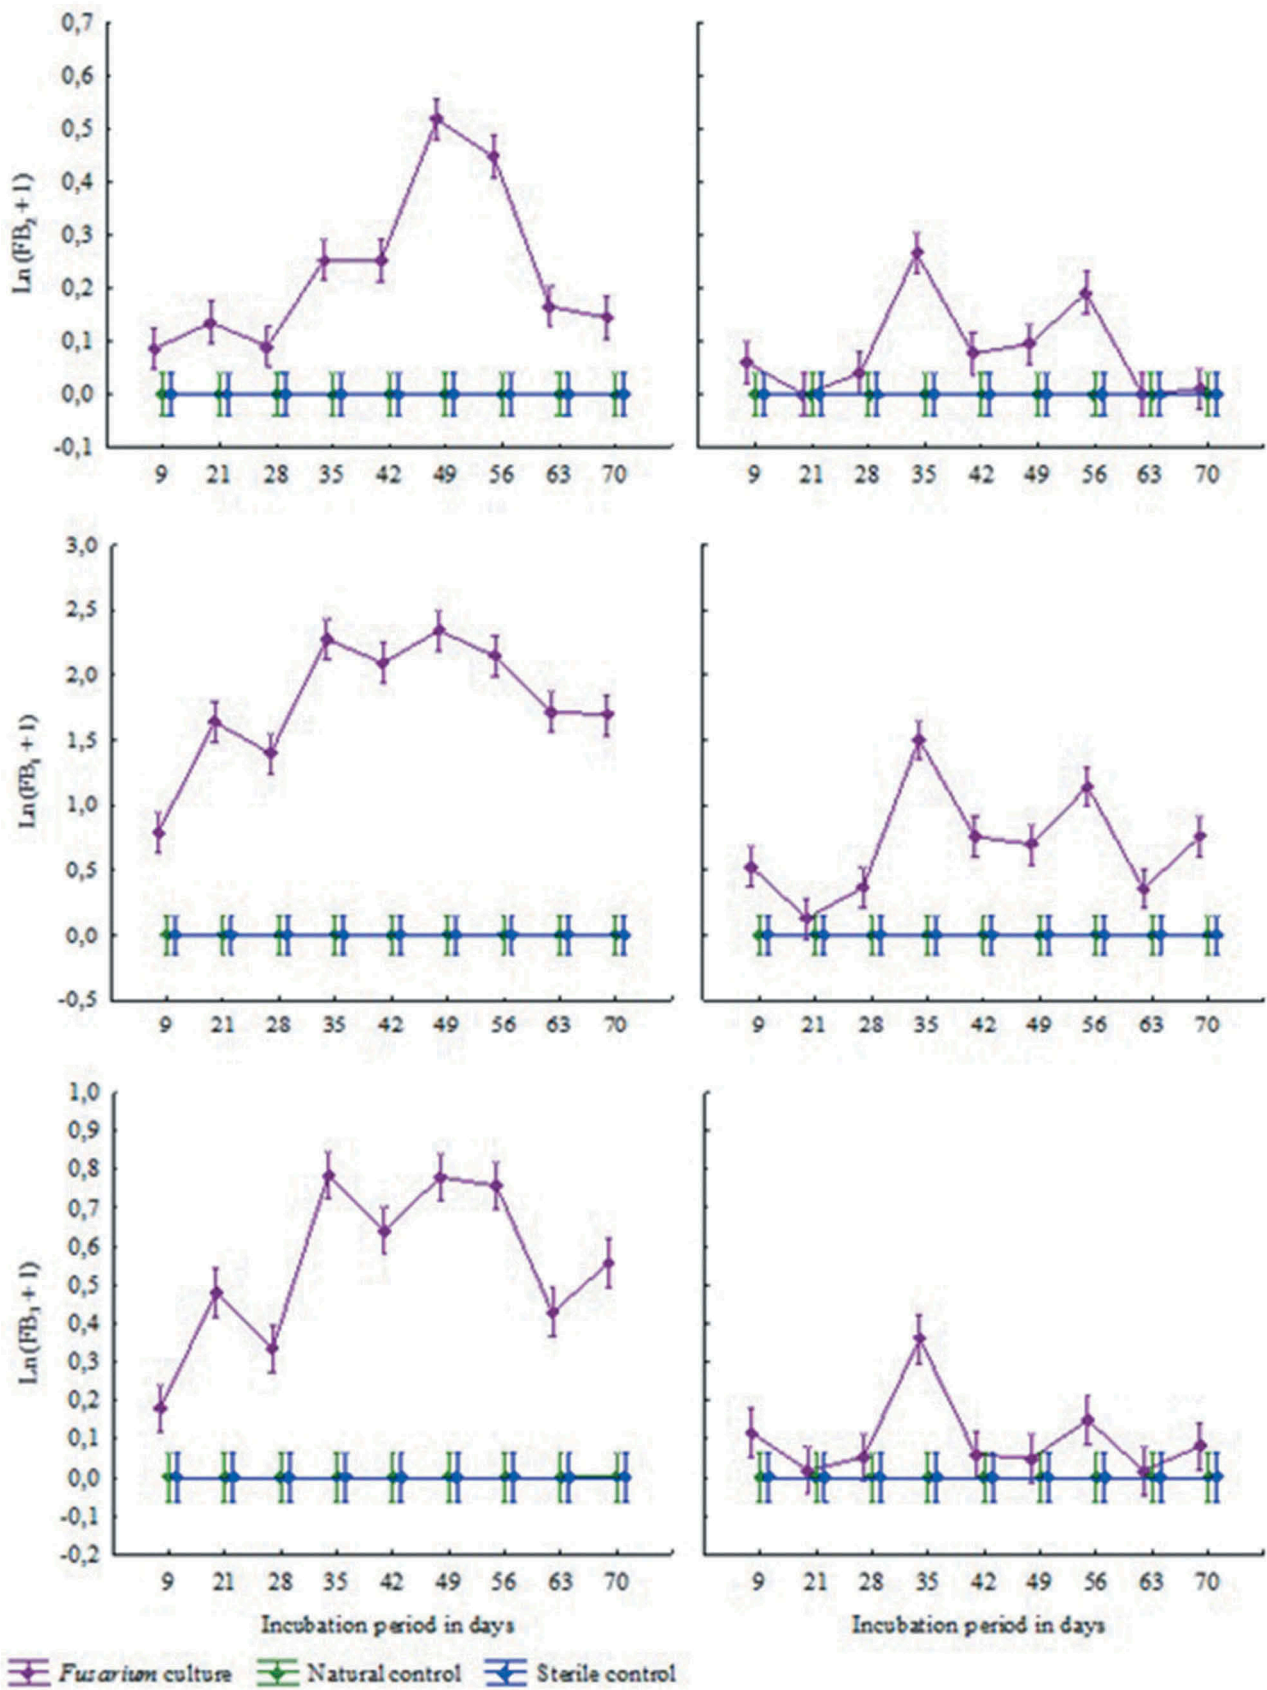 0,7
0,6
0,5
0,4
0,3
0,2
0,1
0,0
-0,1
Ln (FB₂ + 1)
9 21 28 35 42 49 56 63 70
9 21 28 35 42 49 56 63 70
3,0
2,5
2,0
1,5
1,0
0,5
0,0
-0,5
Ln (FB₁ + 1)
9 21 28 35 42 49 56 63 70
9 21 28 35 42 49 56 63 70
1,0
0,9
0,8
0,7
0,6
0,5
0,4
0,3
0,2
0,1
0,0
-0,1
-0,2
Ln (FB₃ + 1)
9 21 28 35 42 49 56 63 70
9 21 28 35 42 49 56 63 70
Incubation period in days
Incubation period in days
Fusarium culture Natural control Sterile control